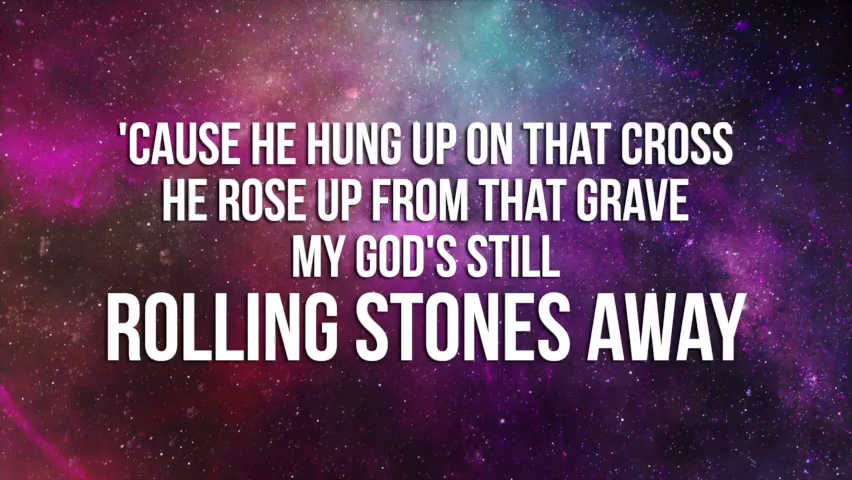 'CAUSE HE HUNG UP ON THAT CROSS
HE ROSE UP FROM THAT GRAVE
MY GOD'S STILL
ROLLING STONES AWAY